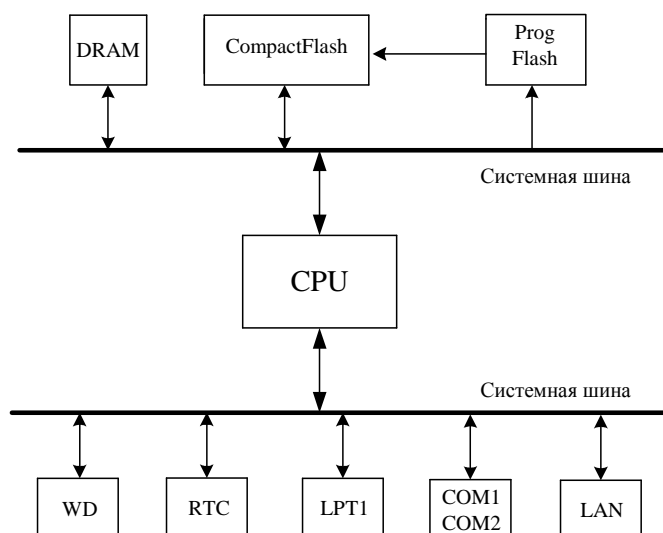 DRAM
CompactFlash
Prog
Flash
Системная шина
CPU
Системная шина
WD
RTC
LPT1
COM1
COM2
LAN